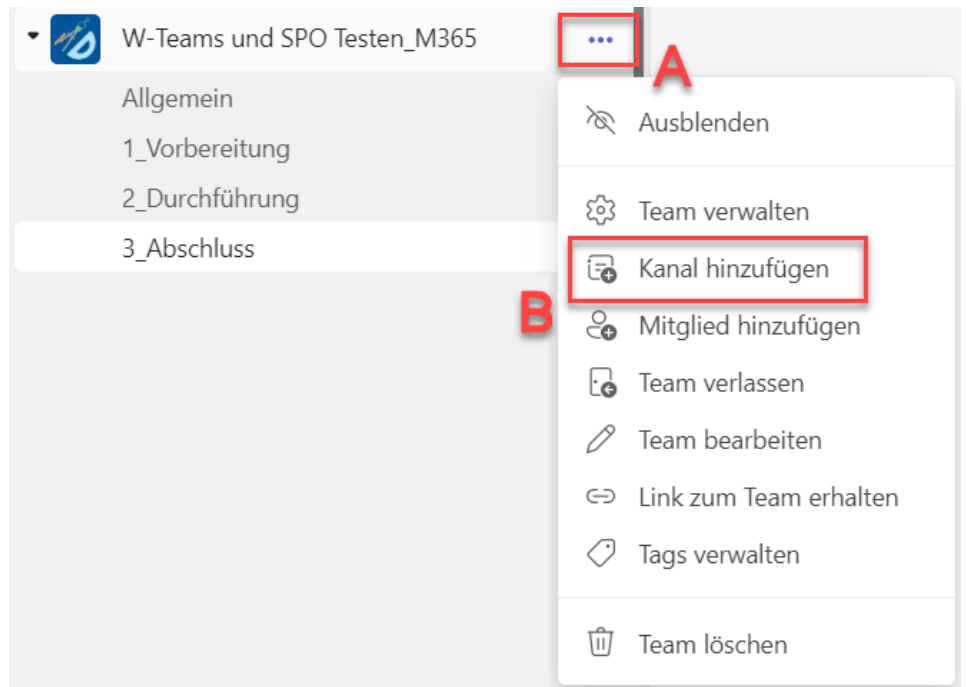 W-Teams und SPO Testen_M365
•••
A
Allgemein
1_Vorbereitung
2_Durchführung
3_Abschluss
Ausblenden
Team verwalten
Kanal hinzufügen
B
Mitglied hinzufügen
Team verlassen
Team bearbeiten
Link zum Team erhalten
Tags verwalten
Team löschen